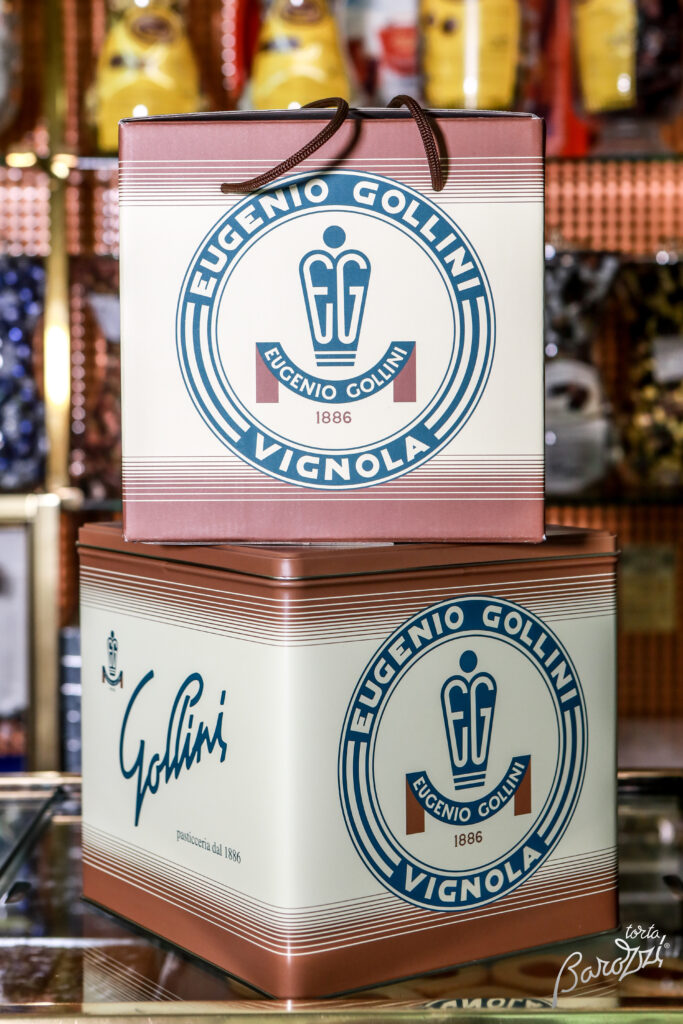 EUGENIO GOLLINI
EG
EUGENIO GOLLINI
1886
VIGNOLA
EG
Gollini
pasticceria dal 1886
EUGENIO GOLLINI
EG
EUGENIO GOLLINI
1886
VIGNOLA
torta
Barozzi®